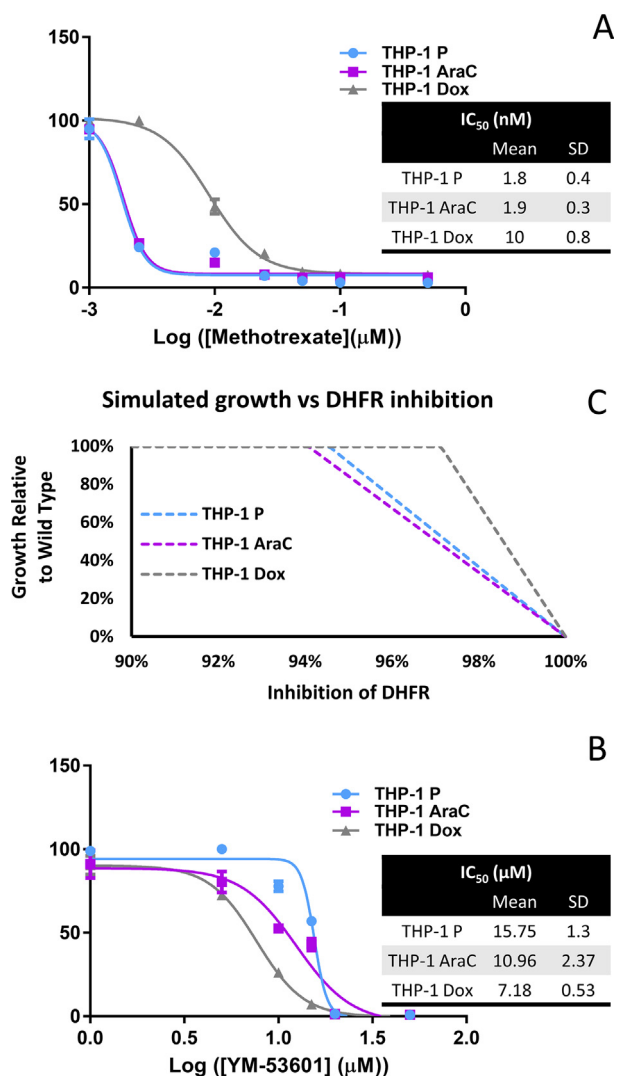 A
150
100
50
0
-3
-2
-1
0
Log ([Methotrexate](μM))
THP-1 P
THP-1 AraC
THP-1 Dox
IC50 (nM)
Mean SD
THP-1 P 1.8 0.4
THP-1 AraC 1.9 0.3
THP-1 Dox 10 0.8
Simulated growth vs DHFR inhibition
C
Growth Relative
to Wild Type
100%
80%
60%
40%
20%
0%
THP-1 P
THP-1 AraC
THP-1 Dox
90% 92% 94% 96% 98% 100%
Inhibition of DHFR
B
150
100
50
0
0.0 0.5 1.0 1.5 2.0
Log ([YM-53601] (μM))
THP-1 P
THP-1 AraC
THP-1 Dox
IC50 (μM)
Mean SD
THP-1 P 15.75 1.3
THP-1 AraC 10.96 2.37
THP-1 Dox 7.18 0.53